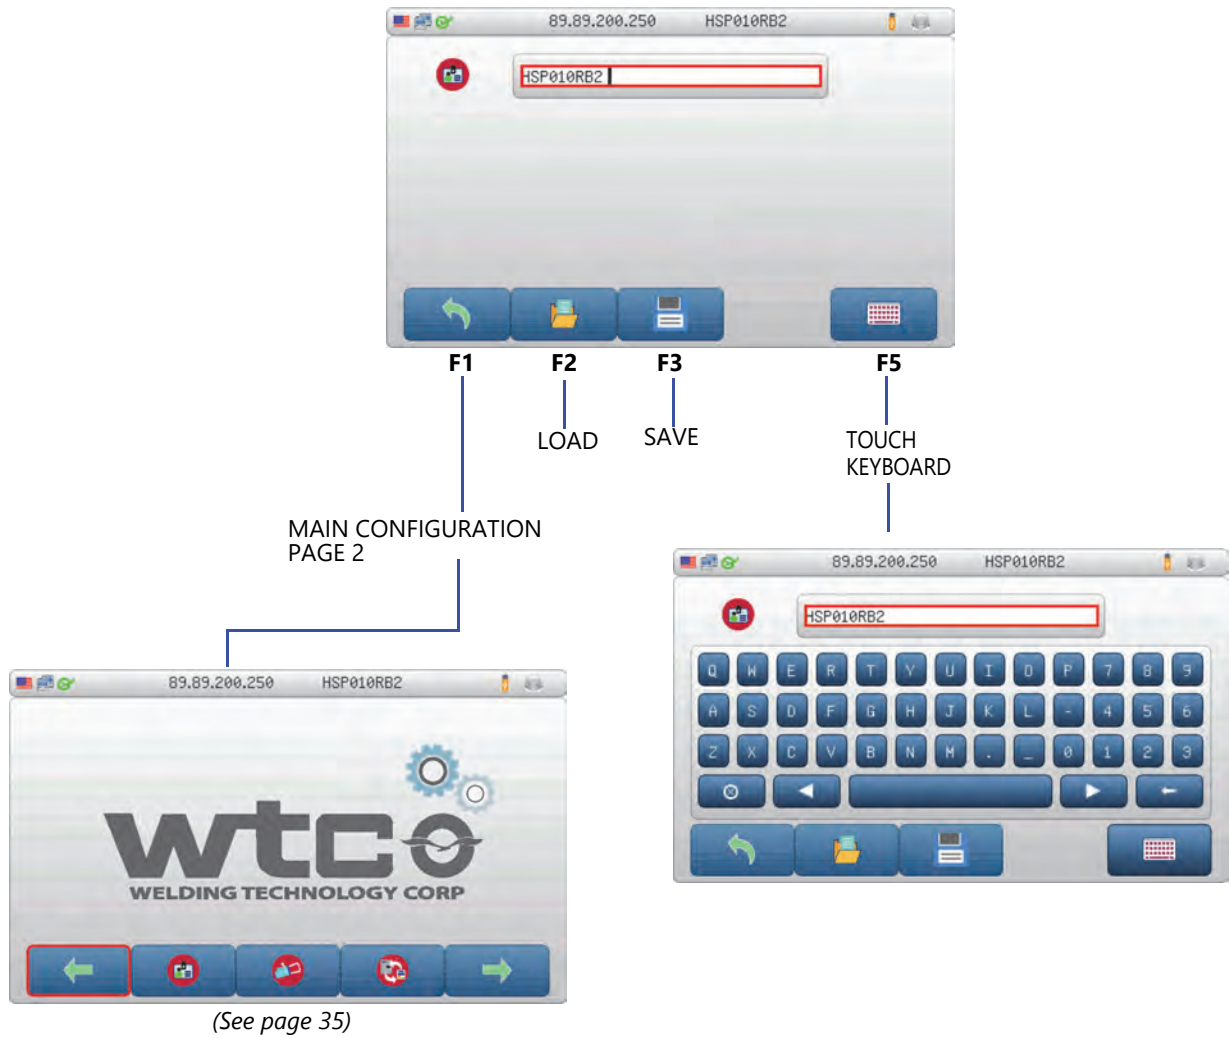 89.89.200.250 HSP010RB2
HSP010RB2
F1 F2 F3 F5
LOAD SAVE TOUCH
KEYBOARD
MAIN CONFIGURATION
PAGE 2
89.89.200.250 HSP010RB2
HSP010RB2
Q W E R T Y U I O P 7 8 9
A S D F G H J K L - 4 5 6
Z X C V B N M . _ 0 1 2 3
89.89.200.250 HSP010RB2
wtco
WELDING TECHNOLOGY CORP
(See page 35)